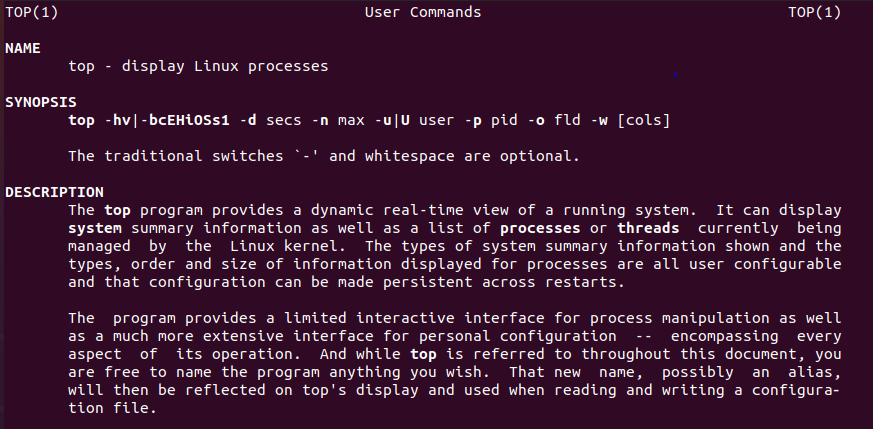 TOP(1) User Commands TOP(1)
NAME
top - display Linux processes
SYNOPSIS
top -hv|-bcEHiOSs1 -d secs -n max -u|U user -p pid -o fld -w [cols]
The traditional switches `-' and whitespace are optional.
DESCRIPTION
The top program provides a dynamic real-time view of a running system. It can display
system summary information as well as a list of processes or threads currently being
managed by the Linux kernel. The types of system summary information shown and the
types, order and size of information displayed for processes are all user configurable
and that configuration can be made persistent across restarts.
The program provides a limited interactive interface for process manipulation as well
as a much more extensive interface for personal configuration -- encompassing every
aspect of its operation. And while top is referred to throughout this document, you
are free to name the program anything you wish. That new name, possibly an alias,
will then be reflected on top's display and used when reading and writing a configura-
tion file.